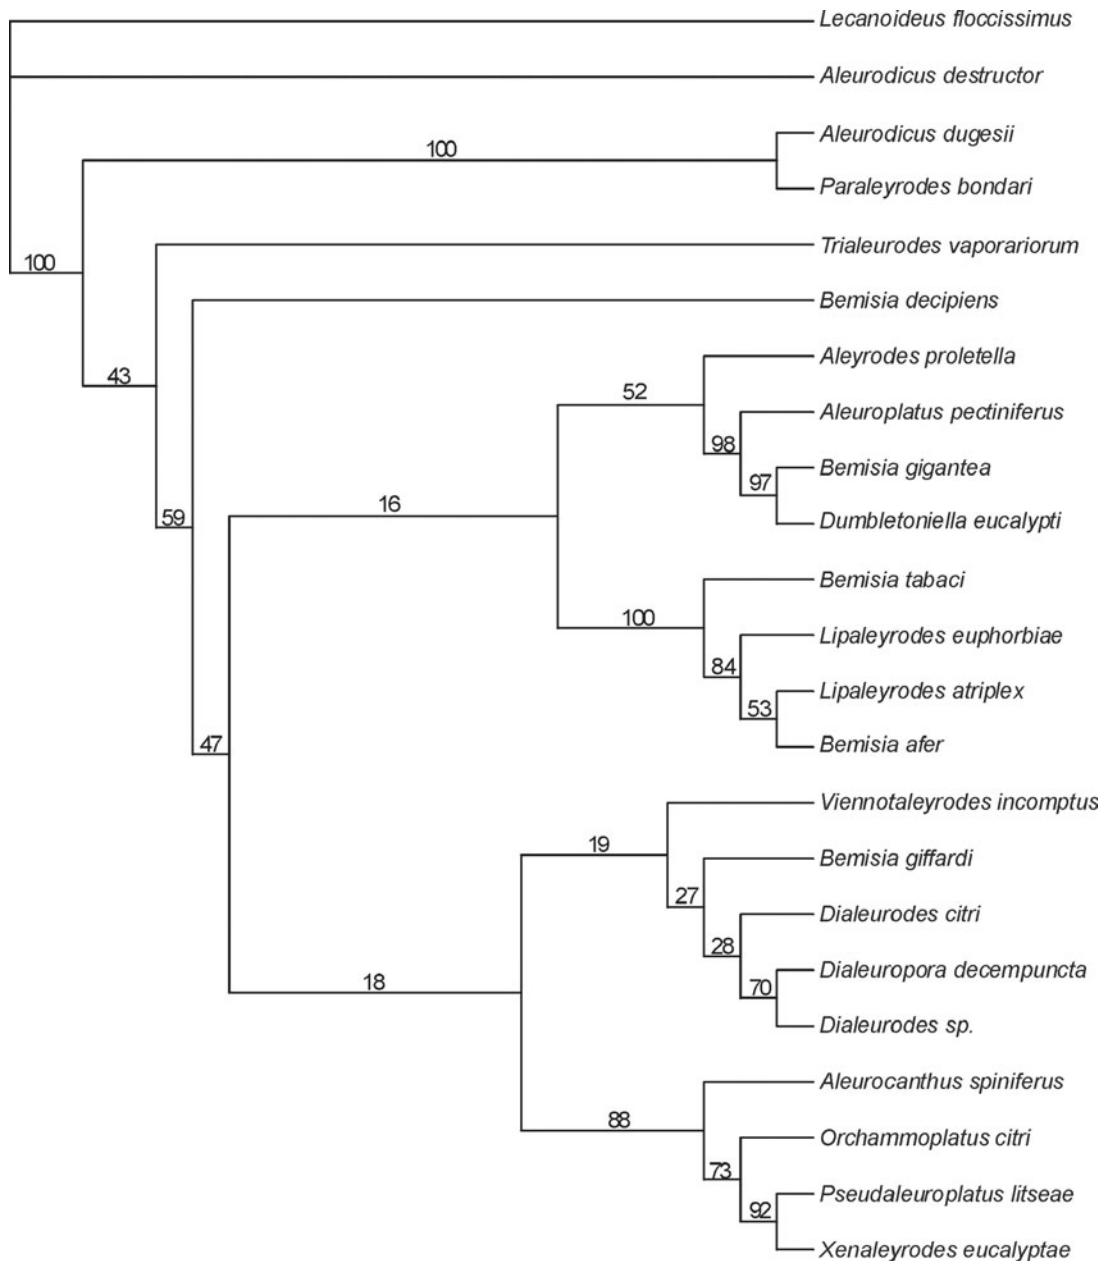 Lecanoideus floccissimus
Aleurodicus destructor
Aleurodicus dugesii
100
Paraleyrodes bondari
Trialeurodes vaporariorum
100
Bemisia decipiens
Aleyrodes proletella
43
52
Aleuroplatus pectiniferus
98
Bemisia gigantea
97
Dumbletoniella eucalypti
59
16
Bemisia tabaci
100
Lipaleyrodes euphorbiae
84
Lipaleyrodes atriplex
53
Bemisia afer
47
Viennotaleyrodes incomptus
19
Bemisia giffardi
27
Dialeurodes citri
28
Dialeuropora decempuncta
18
70
Dialeurodes sp.
Aleurocanthus spiniferus
88
Orchammoplatus citri
73
Pseudaleuroplatus litseae
92
Xenaleyrodes eucalyptae